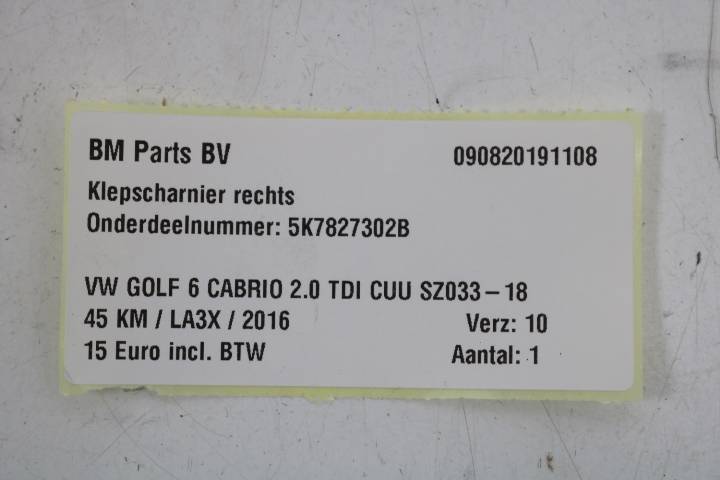 BM Parts BV 090820191108
Klepscharnier rechts
Onderdeelnummer: 5K7827302B
VW GOLF 6 CABRIO 2.0 TDI CUU SZ033-18
45 KM / LA3X / 2016 Verz: 10
15 Euro incl. BTW Aantal: 1